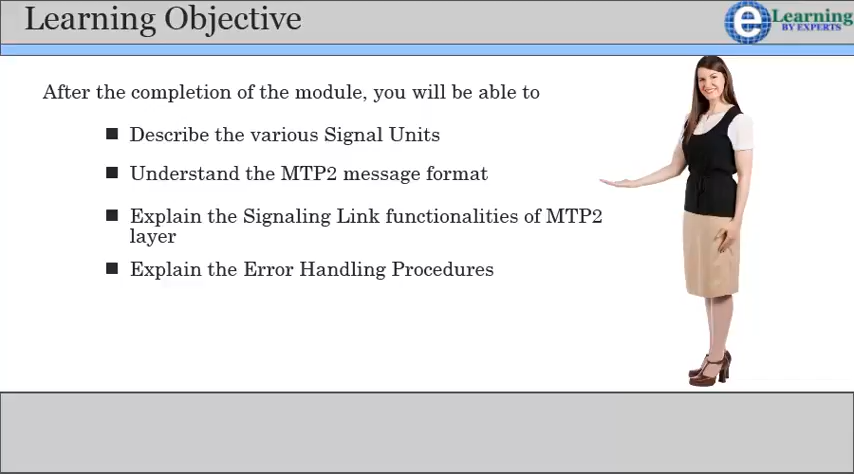 Learning Objective
e Learning
BY EXPERTS
After the completion of the module, you will be able to
Describe the various Signal Units
Understand the MTP2 message format
Explain the Signaling Link functionalities of MTP2
layer
Explain the Error Handling Procedures